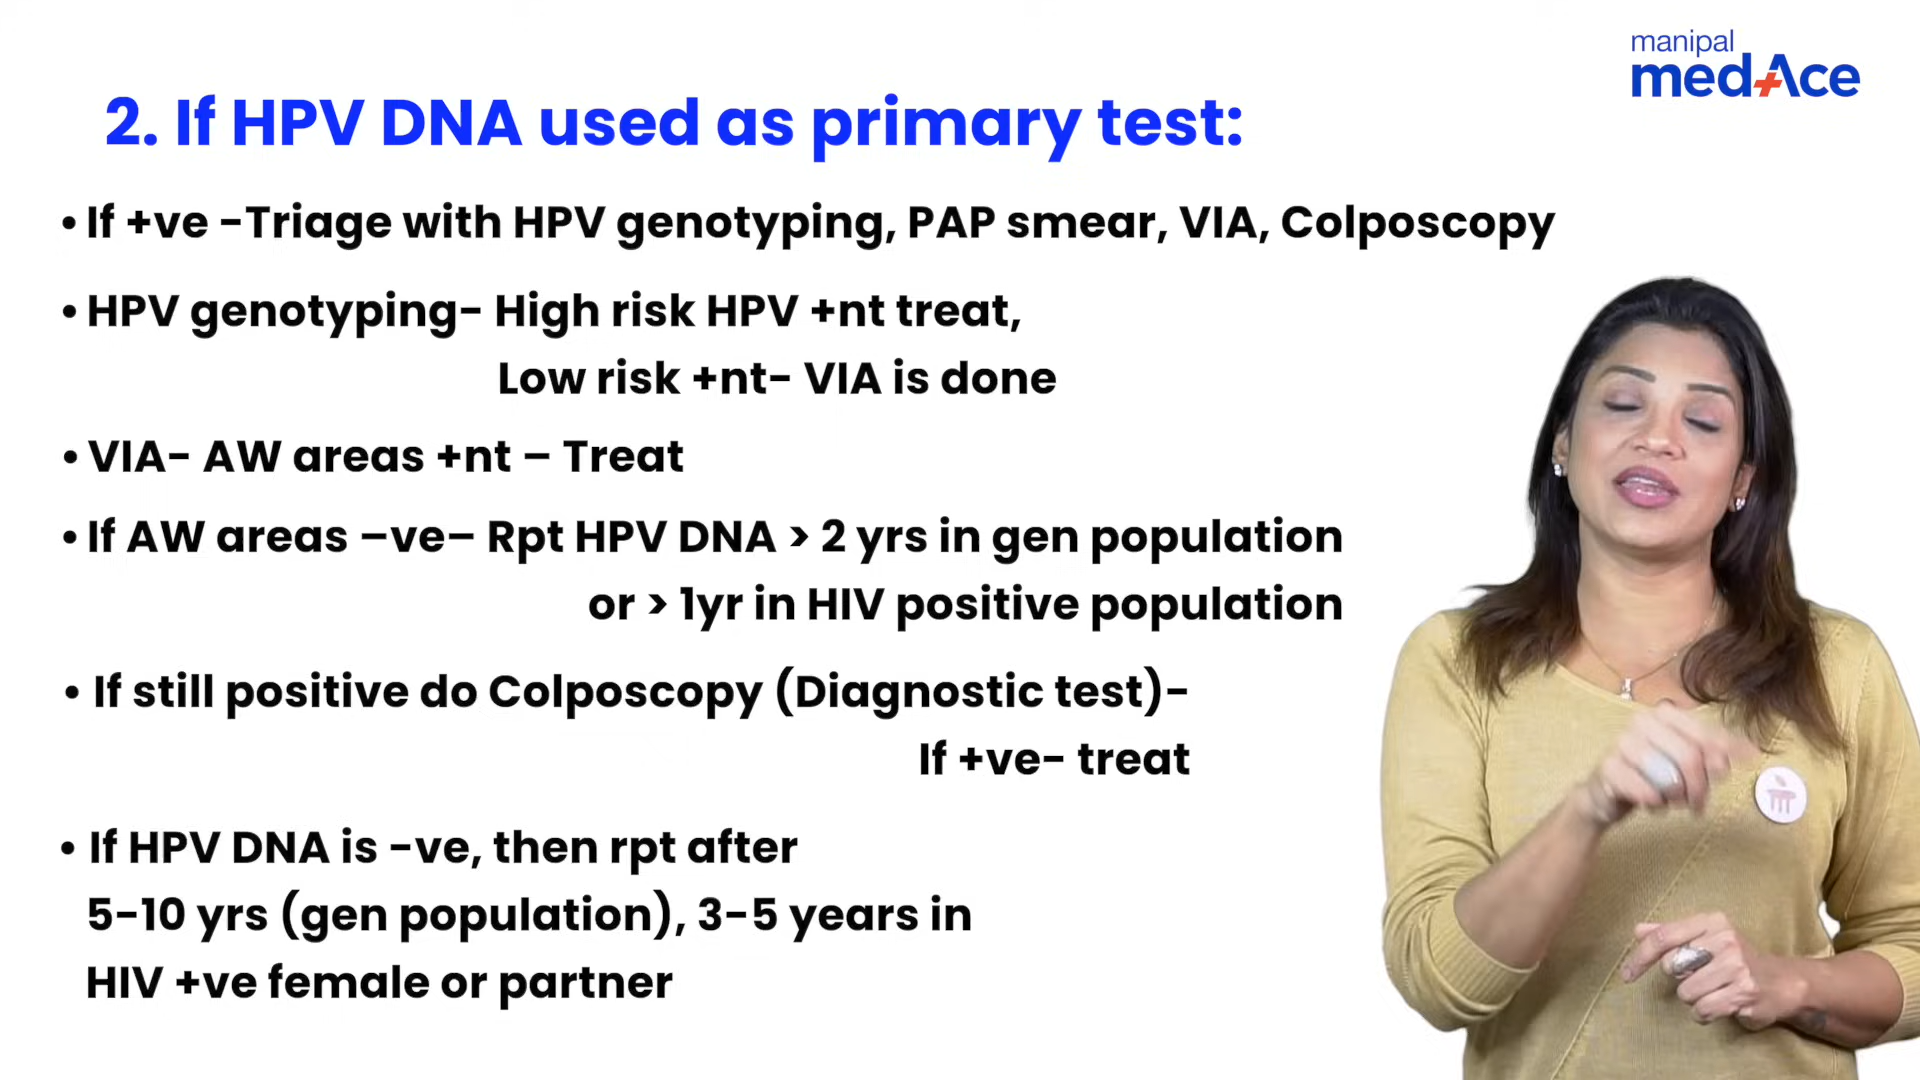 manipal
medAce
2. If HPV DNA used as primary test:
• If +ve -Triage with HPV genotyping, PAP smear, VIA, Colposcopy
• HPV genotyping- High risk HPV +nt treat,
Low risk +nt- VIA is done
• VIA- AW areas +nt – Treat
• If AW areas –ve– Rpt HPV DNA > 2 yrs in gen population
or > 1yr in HIV positive population
• If still positive do Colposcopy (Diagnostic test)-
If +ve- treat
• If HPV DNA is -ve, then rpt after
5-10 yrs (gen population), 3-5 years in
HIV +ve female or partner